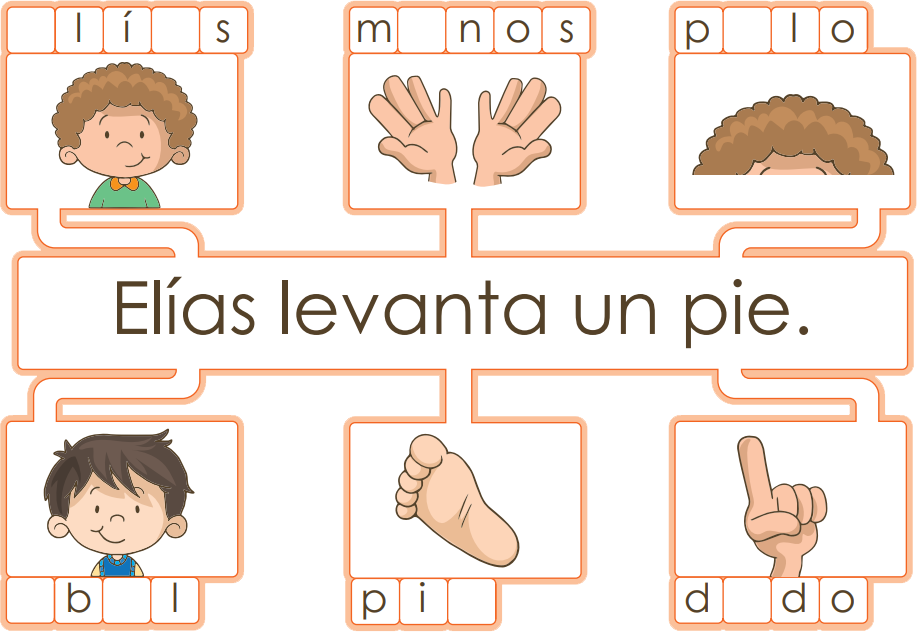 l í s
m n o s
p l o
Elías levanta un pie.
b l
p i
d d o